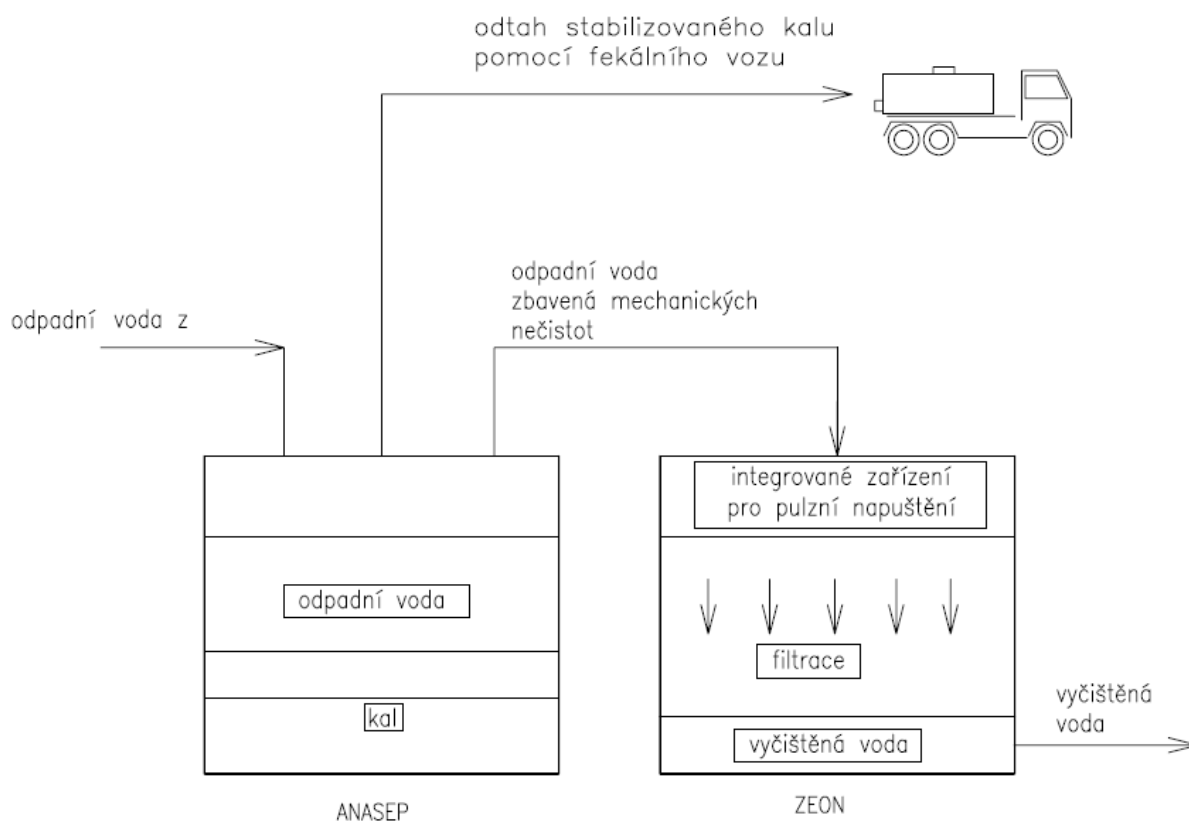 odtah stabilizovaného kalu
pomocí fekálního vozu
odpadní voda z
odpadní voda
zbavená mechanických
nečistot
integrované zařízení
pro pulzní napuštění
odpadní voda
filtrace
kal
vyčištěná voda
vyčištěná
voda
ANASEP
ZEON